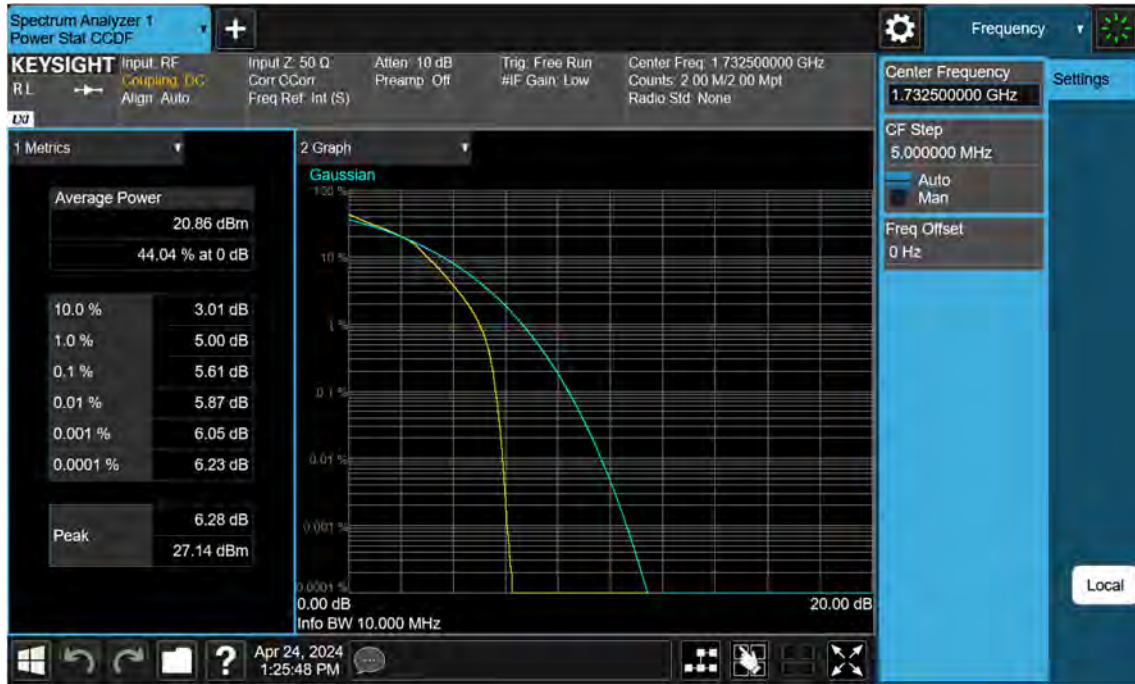 Spectrum Analyzer 1
Power Stat CCDF
+
Frequency
KEYSIGHT
RL
LXI
Input: RF
Coupling: DC
Align: Auto
Input Z: 50 Ω
Corr CCorr
Freq Ref: Int (S)
Atten: 10 dB
Preamp: Off
Trig: Free Run
#IF Gain: Low
Center Freq: 1.732500000 GHz
Counts: 2.00 M/2.00 Mpt
Radio Std: None
Center Frequency
1.732500000 GHz
Settings
CF Step
5.000000 MHz
Auto
Man
Freq Offset
0 Hz
1 Metrics
Average Power
20.86 dBm
44.04 % at 0 dB
10.0 % 3.01 dB
1.0 % 5.00 dB
0.1 % 5.61 dB
0.01 % 5.87 dB
0.001 % 6.05 dB
0.0001 % 6.23 dB
Peak
6.28 dB
27.14 dBm
2 Graph
Gaussian
100 %
10 %
1 %
0.1 %
0.01 %
0.001 %
0.0001 %
0.00 dB
20.00 dB
Info BW 10.000 MHz
Local
?
Apr 24, 2024
1:25:48 PM